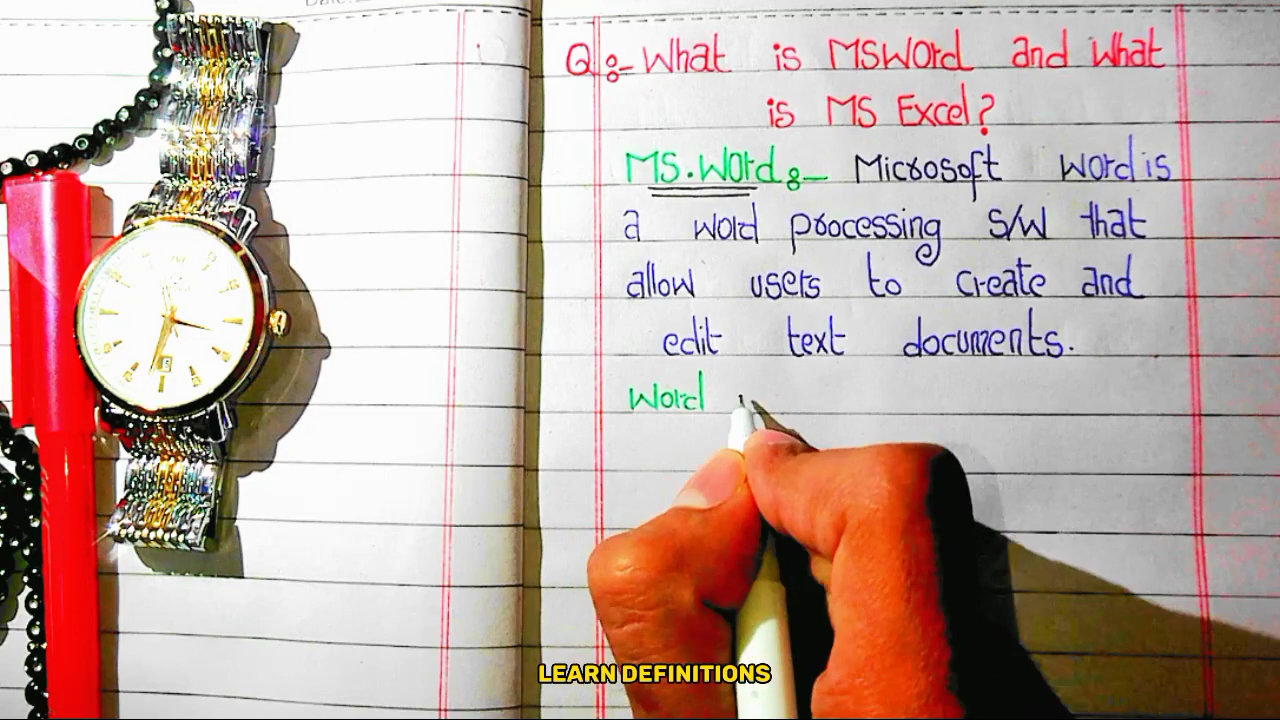 Q:- What is MSWord and what
is MS Excel?
MS.Word:- Microsoft word is
a word processing S/W that
allow users to create and
edit text documents.
Word
LEARN DEFINITIONS